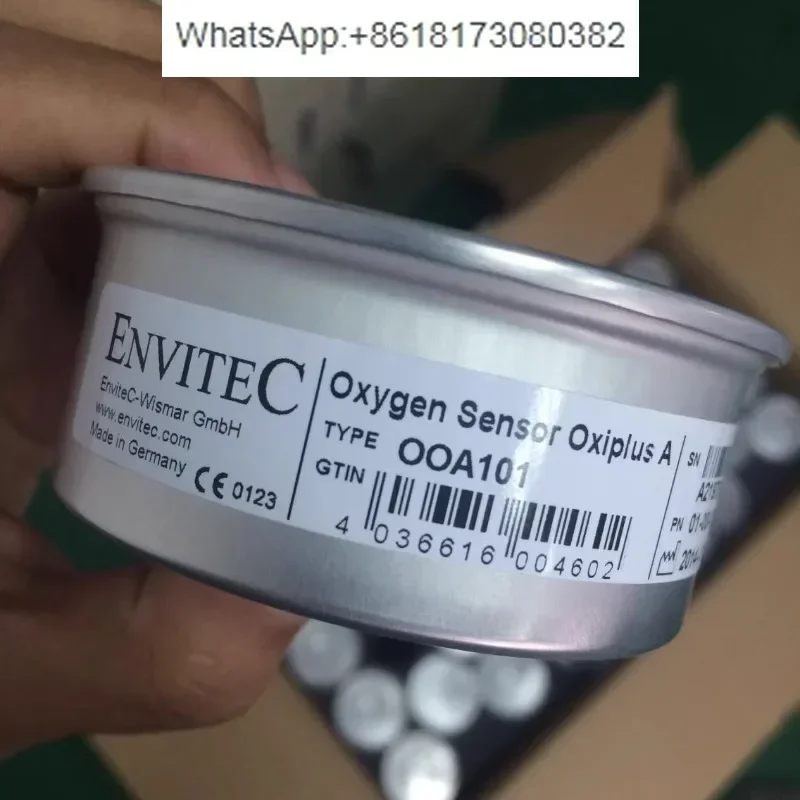 WhatsApp:+8618173080382
ENVITEC
EnviteC-Wismar GmbH
www.envitec.com
Made in Germany
CE 0123
Oxygen Sensor Oxiplus A
TYPE OOA101
GTIN
4 036616 004602
SN
PN